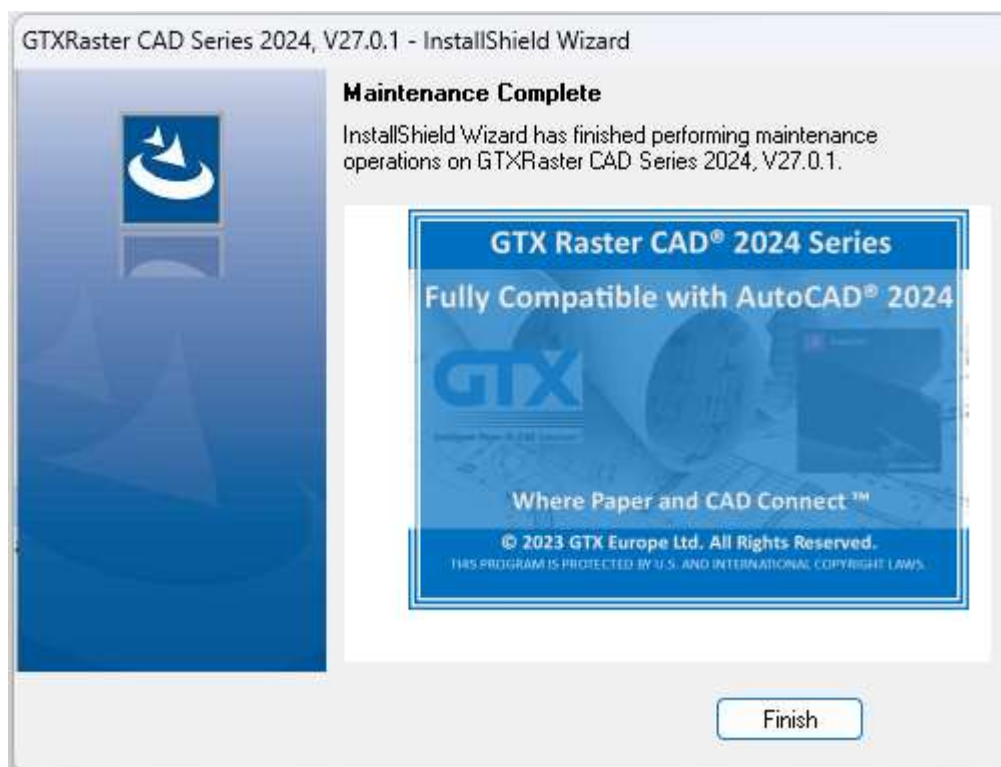 GTXRaster CAD Series 2024, V27.0.1 - InstallShield Wizard
Maintenance Complete
InstallShield Wizard has finished performing maintenance
operations on GTXRaster CAD Series 2024, V27.0.1.
GTX Raster CAD® 2024 Series
Fully Compatible with AutoCAD® 2024
GTX
Where Paper and CAD Connect ™
© 2023 GTX Europe Ltd. All Rights Reserved.
THIS PROGRAM IS PROTECTED BY U.S. AND INTERNATIONAL COPYRIGHT LAWS.
Finish